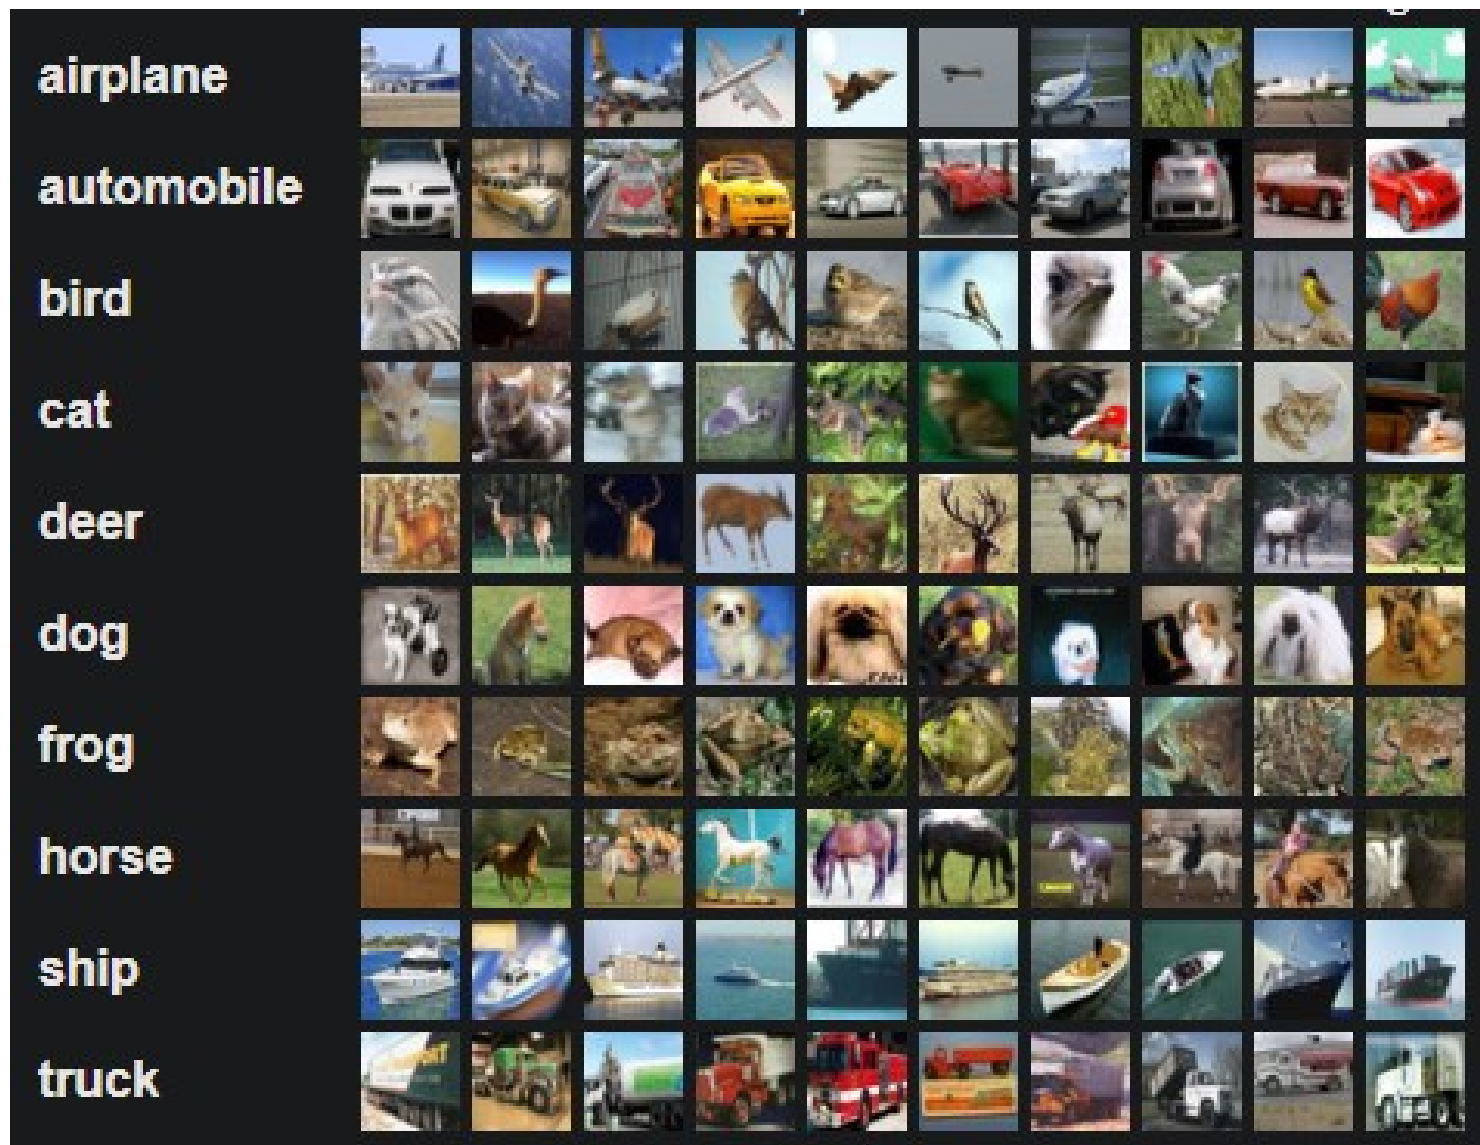 airplane
automobile
bird
cat
deer
dog
frog
horse
ship
truck